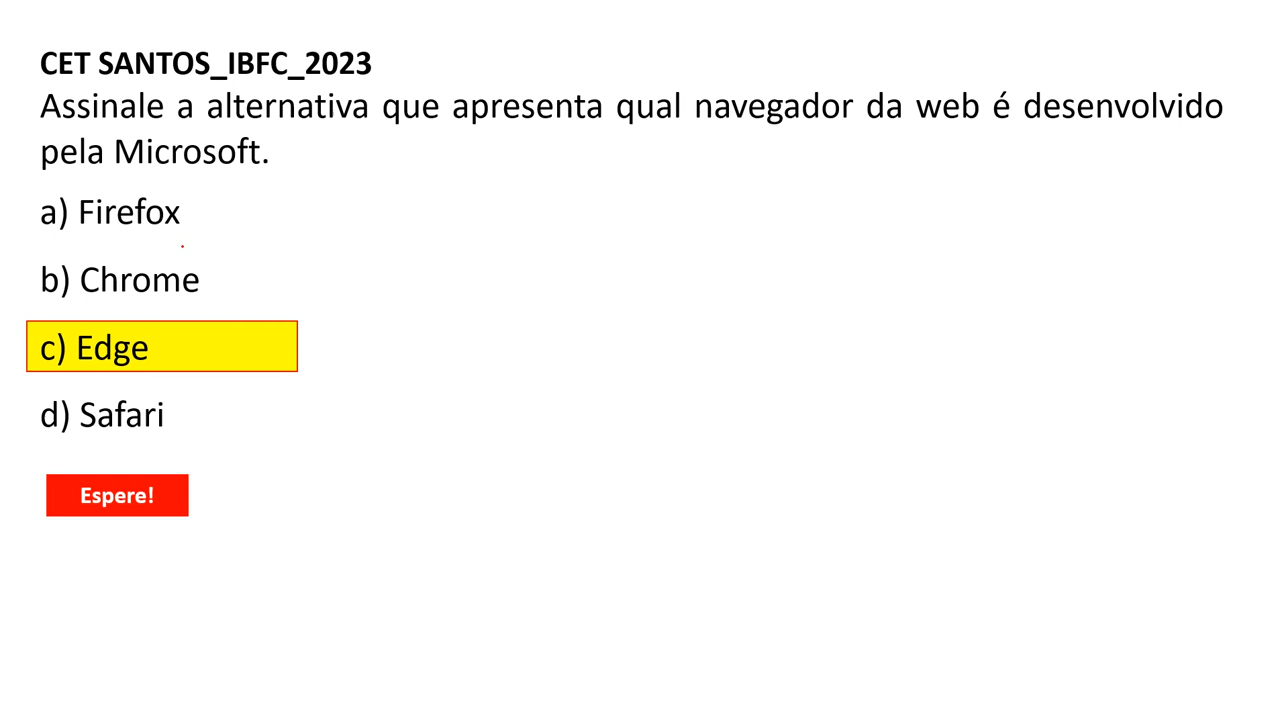 CET SANTOS_IBFC_2023
Assinale a alternativa que apresenta qual navegador da web é desenvolvido
pela Microsoft.
a) Firefox
b) Chrome
c) Edge
d) Safari
Espere!